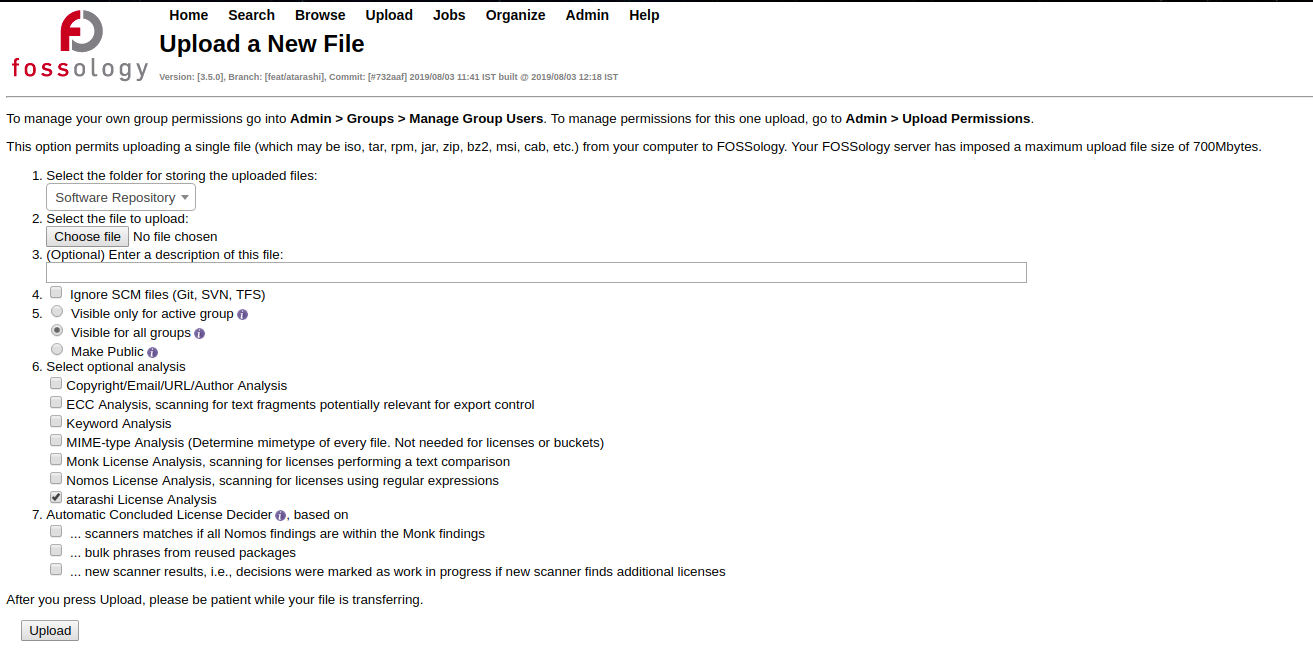 Home Search Browse Upload Jobs Organize Admin Help
Upload a New File
fossology
Version: [3.5.0], Branch: [feat/atarashi], Commit: [#732aaf] 2019/08/03 11:41 IST built @ 2019/08/03 12:18 IST
To manage your own group permissions go into Admin > Groups > Manage Group Users. To manage permissions for this one upload, go to Admin > Upload Permissions.
This option permits uploading a single file (which may be iso, tar, rpm, jar, zip, bz2, msi, cab, etc.) from your computer to FOSSology. Your FOSSology server has imposed a maximum upload file size of 700Mbytes.
1. Select the folder for storing the uploaded files:
Software Repository
2. Select the file to upload:
Choose file No file chosen
3. (Optional) Enter a description of this file:
4. Ignore SCM files (Git, SVN, TFS)
5. Visible only for active group i
Visible for all groups i
Make Public i
6. Select optional analysis
Copyright/Email/URL/Author Analysis
ECC Analysis, scanning for text fragments potentially relevant for export control
Keyword Analysis
MIME-type Analysis (Determine mimetype of every file. Not needed for licenses or buckets)
Monk License Analysis, scanning for licenses performing a text comparison
Nomos License Analysis, scanning for licenses using regular expressions
atarashi License Analysis
7. Automatic Concluded License Decider i, based on
... scanners matches if all Nomos findings are within the Monk findings
... bulk phrases from reused packages
... new scanner results, i.e., decisions were marked as work in progress if new scanner finds additional licenses
After you press Upload, please be patient while your file is transferring.
Upload